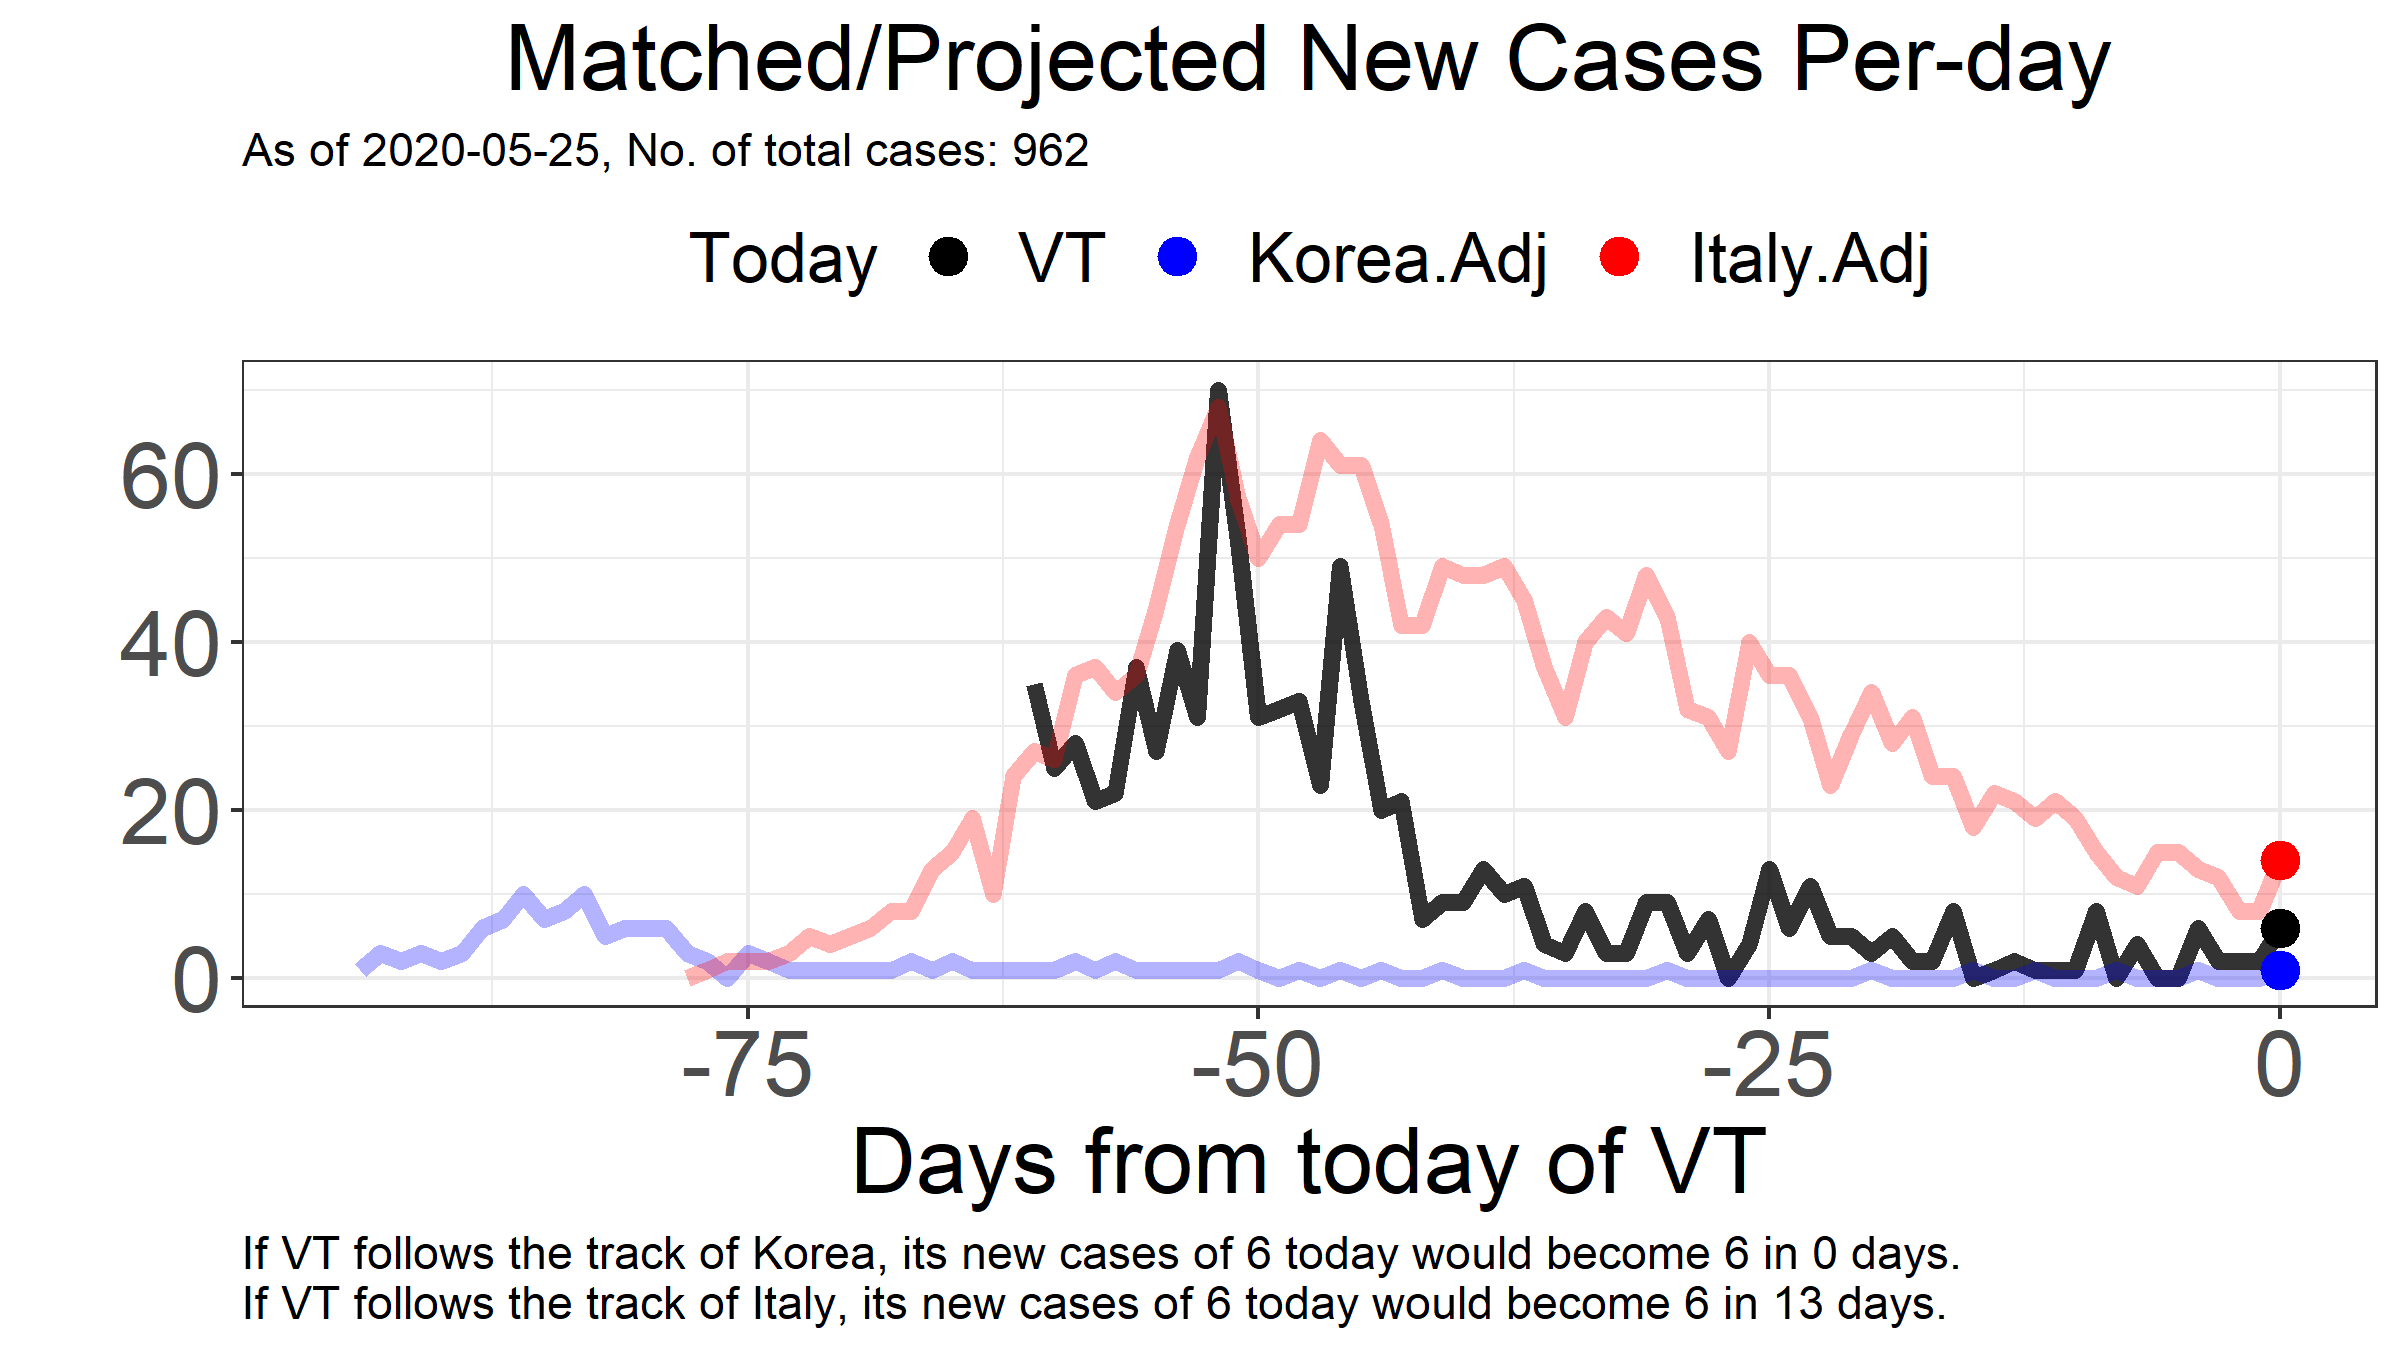 Matched/Projected New Cases Per-day
As of 2020-05-25, No. of total cases: 962
Today VT Korea.Adj Italy.Adj
60
40
20
0
-75 -50 -25 0
Days from today of VT
If VT follows the track of Korea, its new cases of 6 today would become 6 in 0 days.
If VT follows the track of Italy, its new cases of 6 today would become 6 in 13 days.